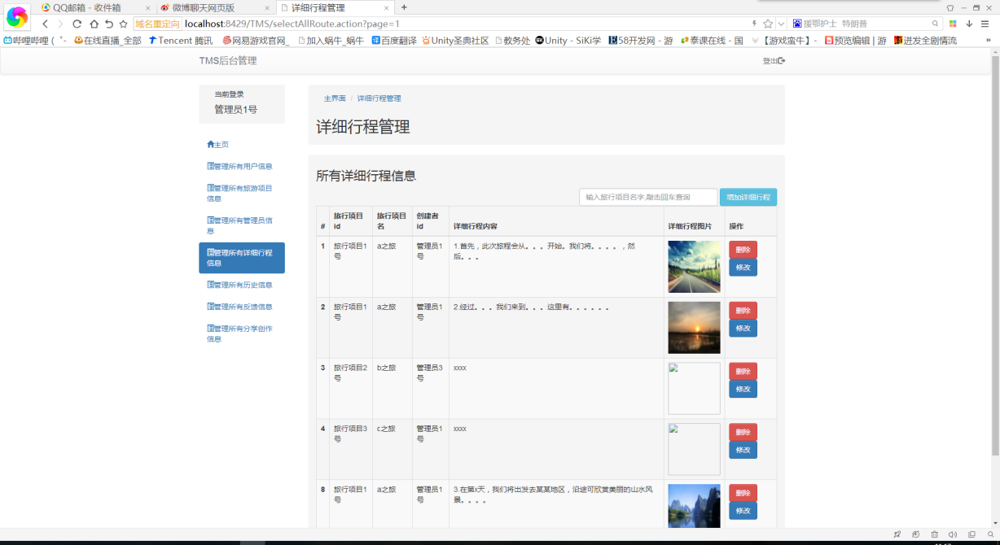 QQ邮箱 - 收件箱
微博聊天网页版
详细行程管理
域名重定向 localhost:8429/TMS/selectAllRoute.action?page=1
援鄂护士 特朗普
哔哩哔哩 ( ゜-
在线直播_全部
Tencent 腾讯
网易游戏官网_
加入蜗牛_蜗牛
百度翻译
Unity圣典社区
教务处
Unity - SiKi学
58开发网 - 游
泰课在线 - 国
【游戏蛮牛】-
预览编辑 | 游
迸发全剧情流
»
TMS后台管理
登出
当前登录
管理员1号
主页
管理所有用户信息
管理所有旅游项目
信息
管理所有管理员信
息
管理所有详细行程
信息
管理所有历史信息
管理所有反馈信息
管理所有分享创作
信息
主界面 / 详细行程管理
详细行程管理
所有详细行程信息
输入旅行项目名字,敲击回车查询
增加详细行程
# 旅行项目id 旅行项目名 创建者id 详细行程内容 详细行程图片 操作
1 旅行项目1号 a之旅 管理员1号 1.首先，此次旅程会从。。。开始。我们将。。。。，然
后。。。
删除
修改
2 旅行项目1号 a之旅 管理员1号 2.经过。。。我们来到。。。这里有。。。。。。
删除
修改
3 旅行项目2号 b之旅 管理员3号 xxxx
删除
修改
4 旅行项目3号 c之旅 管理员1号 xxxx
删除
修改
8 旅行项目1号 a之旅 管理员1号 3.在第x天，我们将出发去某某地区，沿途可欣赏美丽的山水风
景。。。。
删除
修改